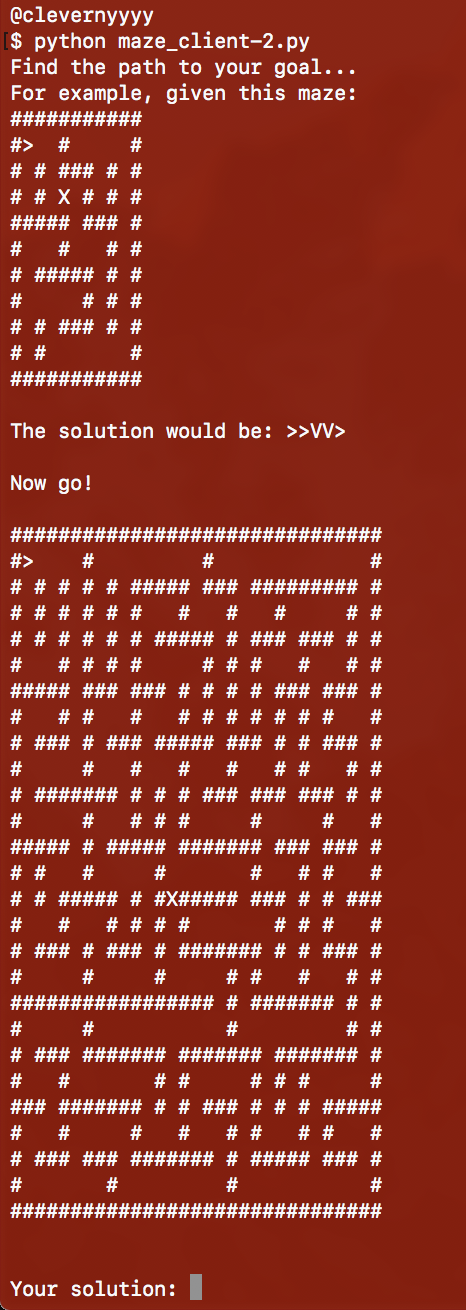 @clevernyyyy
[$ python maze_client-2.py
Find the path to your goal...
For example, given this maze:
###########
#>  #     #
# # ### # #
# # X # # #
##### ### #
#   #   # #
# ##### # #
#     # # #
# # ### # #
# #       #
###########
The solution would be: >>VV>
Now go!
###############################
#>    #         #             #
# # # # # ##### ### ######### #
# # # # # #   #   #   #     # #
# # # # # # ##### # ### ### # #
#   # # # #     # # #   #   # #
##### ### ### # # # # ### ### #
#   # #   #   # # # # # # #   #
# ### # ### ##### ### # # ### #
#     #   #   #   #   # #   # #
# ####### # # # ### ### ### # #
#     #   # # #     #     #   #
##### # ##### ####### ### ### #
# #   #     #       #   # #   #
# # ##### # #X##### ### # # ###
#   #   # # # #       # # #   #
# ### # ### # ####### # # ### #
#     #     #     # #   #   # #
################# # ####### # #
#     #           #         # #
# ### ####### ####### ####### #
#   #       # #     # # #     #
### ####### # # ### # # # #####
#   #     #   #   # #   # #   #
# ### ### ####### # ##### ### #
#       #         #           #
###############################
Your solution: